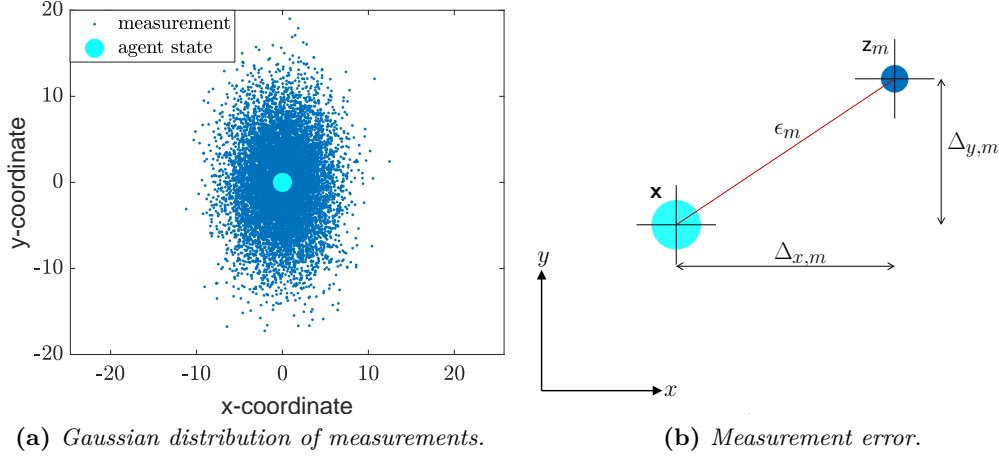 measurement
agent state
20
10
0
-10
-20
y-coordinate
-20
-10
0
10
20
x-coordinate
(a) Gaussian distribution of measurements.
z_m
ϵ_m
Δ_{y,m}
x
Δ_{x,m}
y
x
(b) Measurement error.